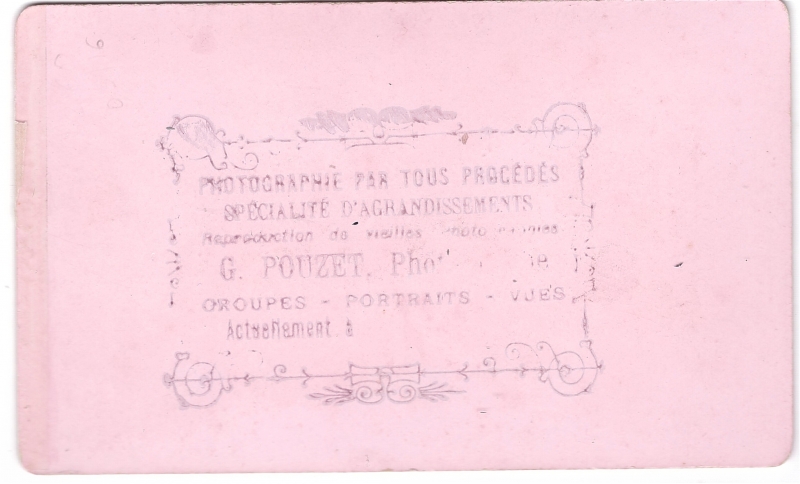 PHOTOGRAPHIE PAR TOUS PROCÉDÉS
SPÉCIALITÉ D'AGRANDISSEMENTS
Reproduction de vieilles
G. POUZET,
GROUPES - PORTRAITS - VUES
Actuellement à